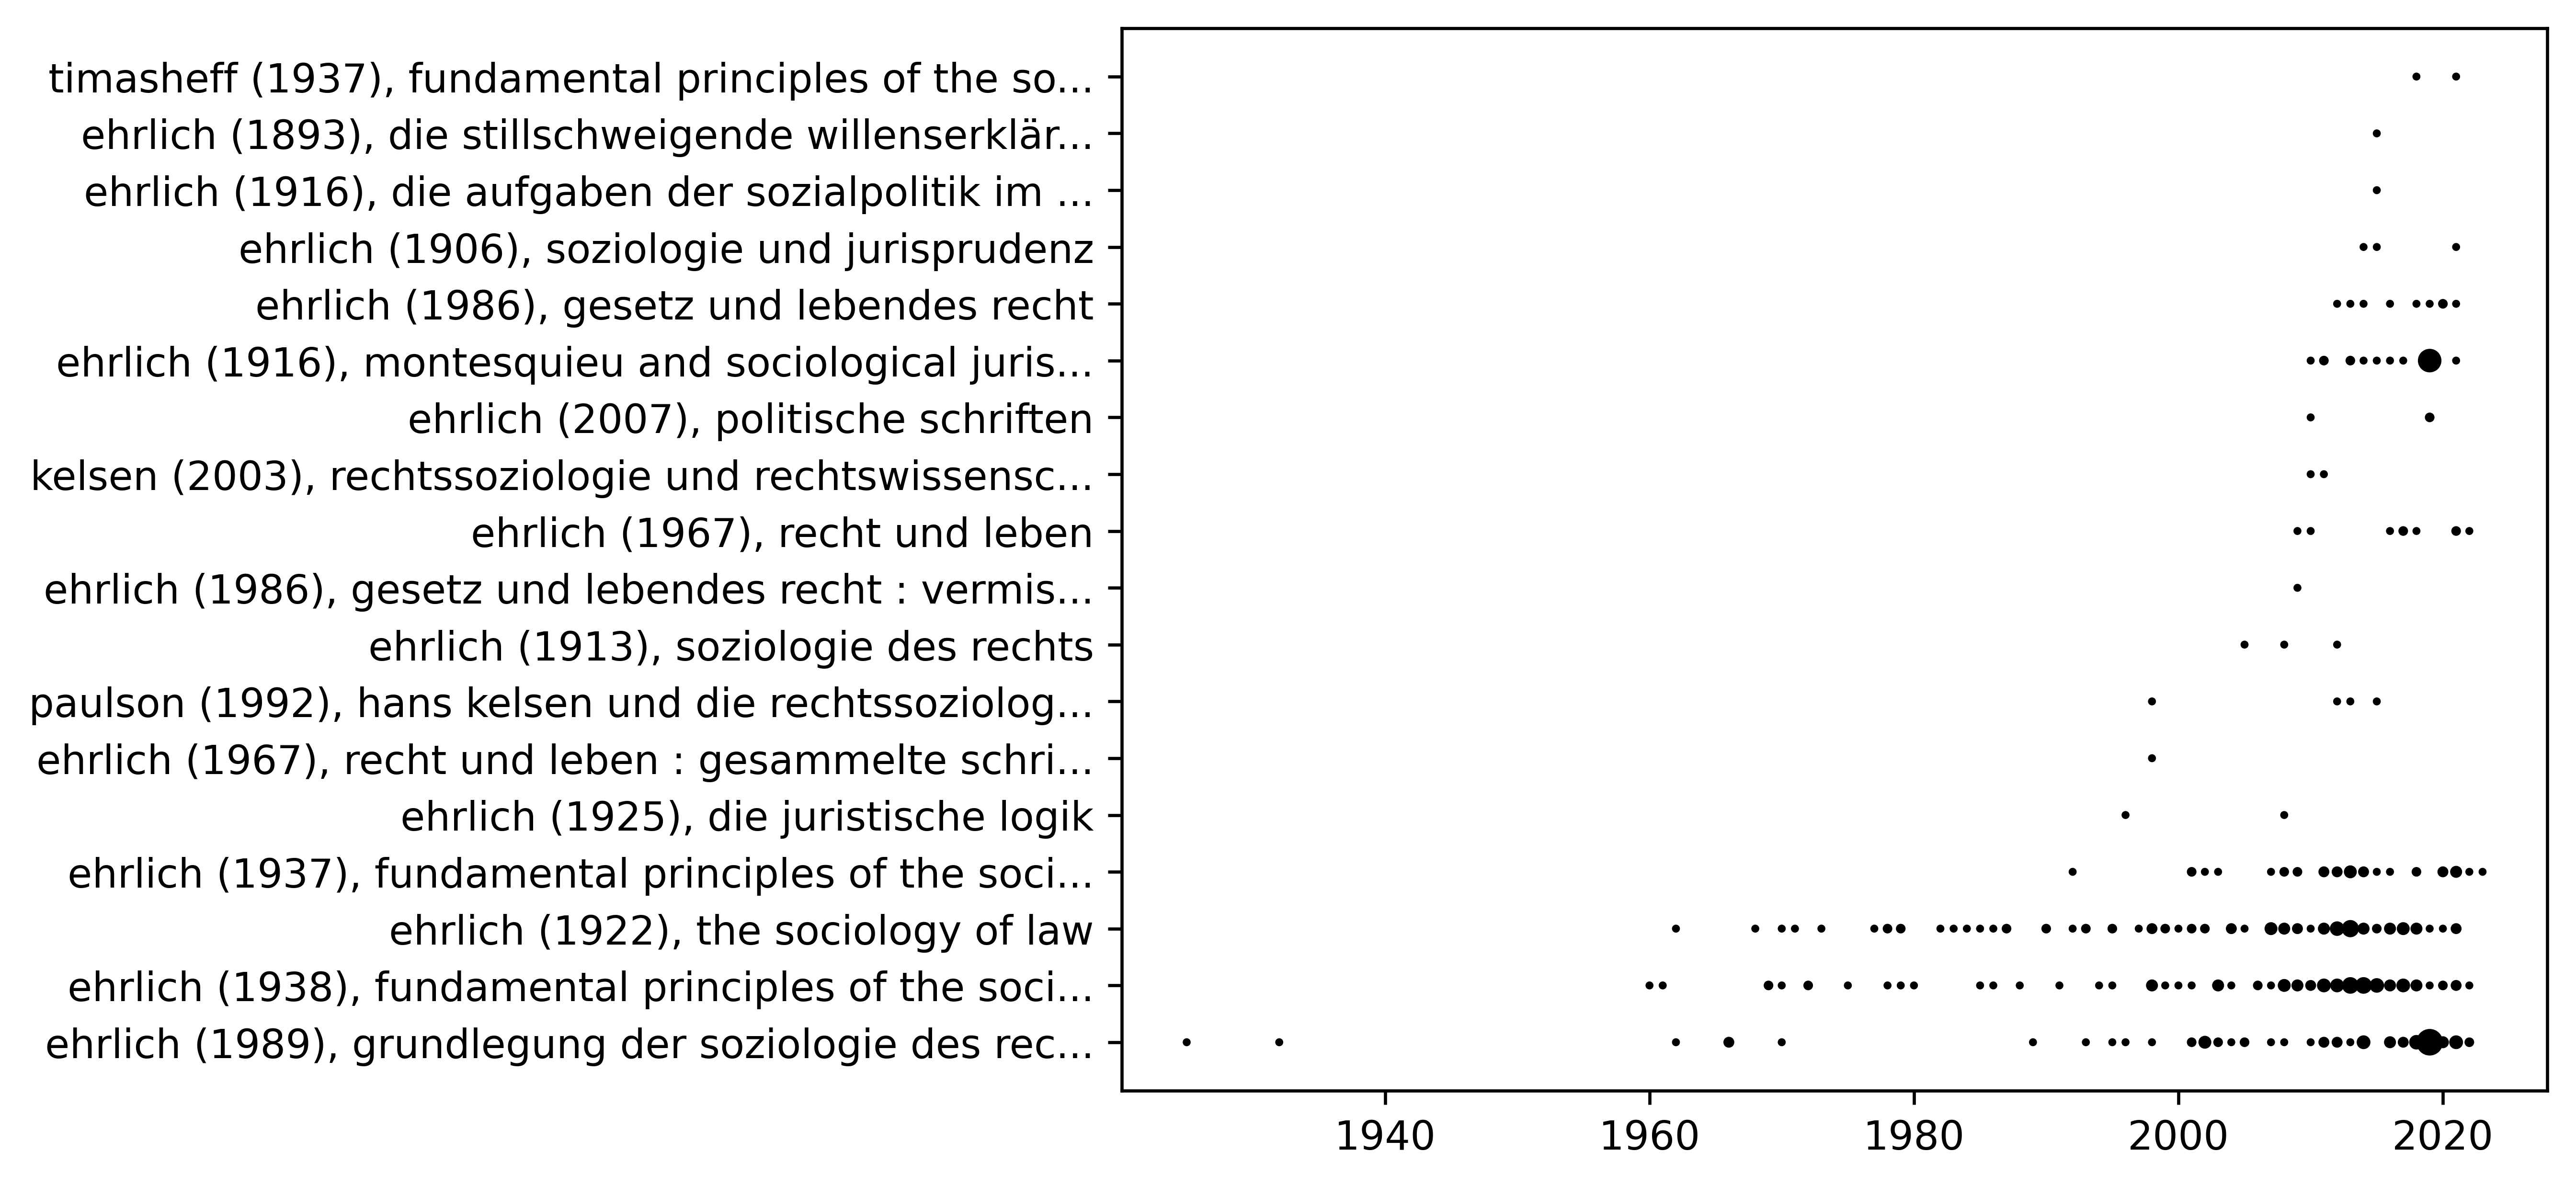 timasheff (1937), fundamental principles of the so...
ehrlich (1893), die stillschweigende willenserklär...
ehrlich (1916), die aufgaben der sozialpolitik im ...
ehrlich (1906), soziologie und jurisprudenz
ehrlich (1986), gesetz und lebendes recht
ehrlich (1916), montesquieu and sociological juris...
ehrlich (2007), politische schriften
kelsen (2003), rechtssoziologie und rechtswissensc...
ehrlich (1967), recht und leben
ehrlich (1986), gesetz und lebendes recht : vermis...
ehrlich (1913), soziologie des rechts
paulson (1992), hans kelsen und die rechtssoziolog...
ehrlich (1967), recht und leben : gesammelte schri...
ehrlich (1925), die juristische logik
ehrlich (1937), fundamental principles of the soci...
ehrlich (1922), the sociology of law
ehrlich (1938), fundamental principles of the soci...
ehrlich (1989), grundlegung der soziologie des rec...
1940 1960 1980 2000 2020